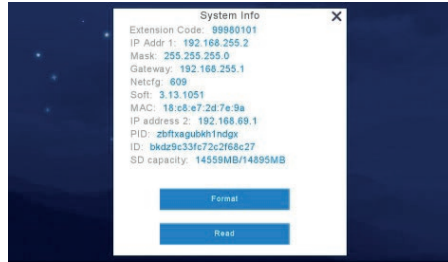 System Info
Extension Code: 99980101
IP Addr 1: 192.168.255.2
Mask: 255.255.255.0
Gateway: 192.168.255.1
Netcfg: 609
Soft: 3.13.1051
MAC: 18:c8:e7:2d:7e:9a
IP address 2: 192.168.69.1
PID: zbftxagubkh1ndgx
ID: bkdz9c33fc72c2f68c27
SD capacity: 14559MB/14895MB
Format
Read